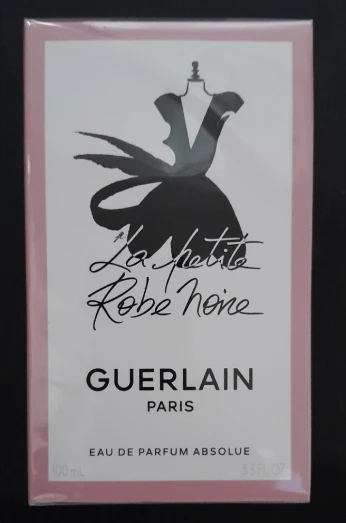 La petite
Robe noire
GUERLAIN
PARIS
EAU DE PARFUM ABSOLUE
100 mL 3.3 FL.OZ